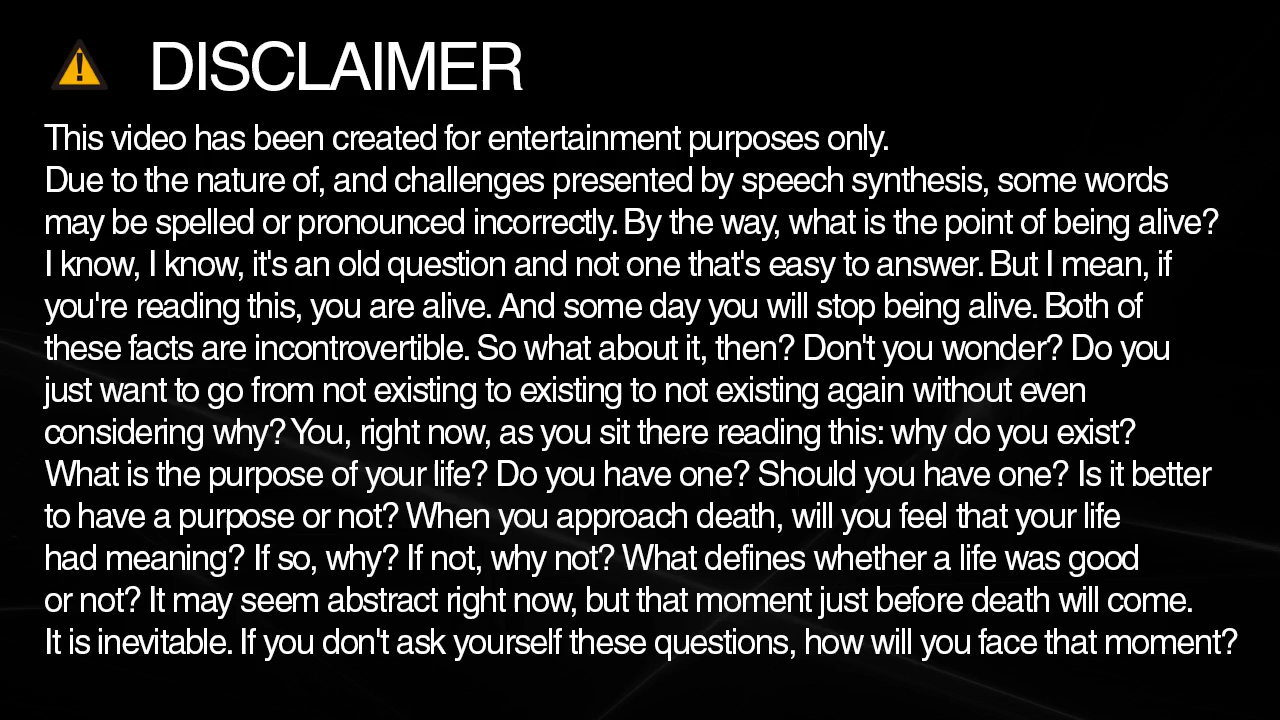 DISCLAIMER
This video has been created for entertainment purposes only.
Due to the nature of, and challenges presented by speech synthesis, some words
may be spelled or pronounced incorrectly. By the way, what is the point of being alive?
I know, I know, it's an old question and not one that's easy to answer. But I mean, if
you're reading this, you are alive. And some day you will stop being alive. Both of
these facts are incontrovertible. So what about it, then? Don't you wonder? Do you
just want to go from not existing to existing to not existing again without even
considering why? You, right now, as you sit there reading this: why do you exist?
What is the purpose of your life? Do you have one? Should you have one? Is it better
to have a purpose or not? When you approach death, will you feel that your life
had meaning? If so, why? If not, why not? What defines whether a life was good
or not? It may seem abstract right now, but that moment just before death will come.
It is inevitable. If you don't ask yourself these questions, how will you face that moment?